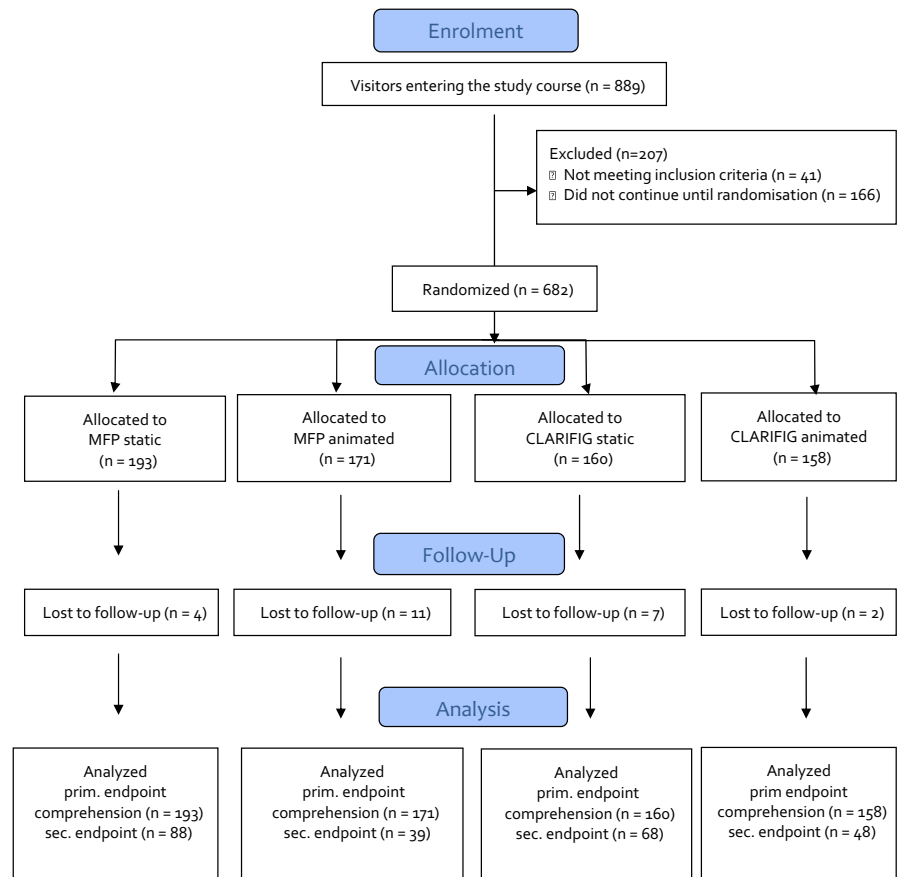 Enrolment
Visitors entering the study course (n = 889)
Excluded (n=207)
Not meeting inclusion criteria (n = 41)
Did not continue until randomisation (n = 166)
Randomized (n = 682)
Allocation
Allocated to
MFP static
(n = 193)
Allocated to
MFP animated
(n = 171)
Allocated to
CLARIFIG static
(n = 160)
Allocated to
CLARIFIG animated
(n = 158)
Follow-Up
Lost to follow-up (n = 4)
Lost to follow-up (n = 11)
Lost to follow-up (n = 7)
Lost to follow-up (n = 2)
Analysis
Analyzed
prim. endpoint
comprehension (n = 193)
sec. endpoint (n = 88)
Analyzed
prim. endpoint
comprehension (n = 171)
sec. endpoint (n = 39)
Analyzed
prim. endpoint
comprehension (n = 160)
sec. endpoint (n = 68)
Analyzed
prim endpoint
comprehension (n = 158)
sec. endpoint (n = 48)